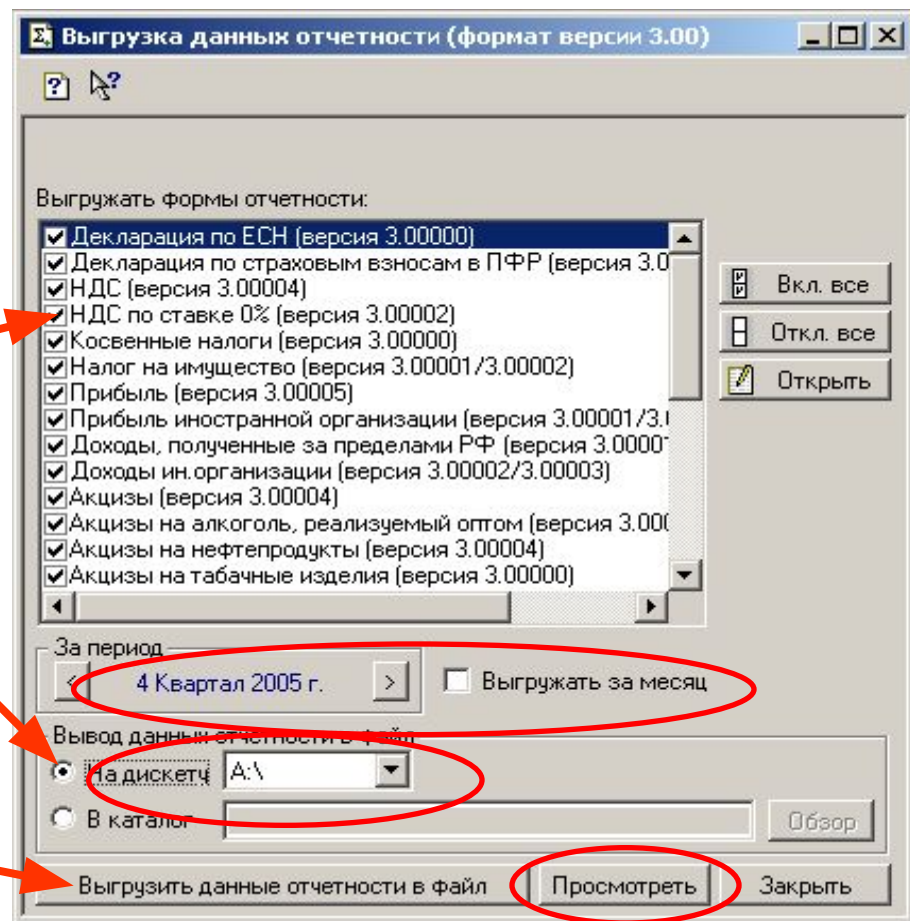 Выгрузка данных отчетности (формат версии 3.00)
Выгружать формы отчетности:
Декларация по ЕСН (версия 3.00000)
Декларация по страховым взносам в ПФР (версия 3.0
НДС (версия 3.00004)
НДС по ставке 0% (версия 3.00002)
Косвенные налоги (версия 3.00000)
Налог на имущество (версия 3.00001/3.00002)
Прибыль (версия 3.00005)
Прибыль иностранной организации (версия 3.00001/3.
Доходы, полученные за пределами РФ (версия 3.0000
Доходы ин.организации (версия 3.00002/3.00003)
Акцизы (версия 3.00004)
Акцизы на алкоголь, реализуемый оптом (версия 3.00
Акцизы на нефтепродукты (версия 3.00004)
Акцизы на табачные изделия (версия 3.00000)
Вкл. все
Откл. все
Открыть
За период
< 4 Квартал 2005 г. >
Выгружать за месяц
Вывод данных отчетности в файл
На дискету A:\
В каталог
Обзор
Выгрузить данные отчетности в файл
Просмотреть
Закрыть